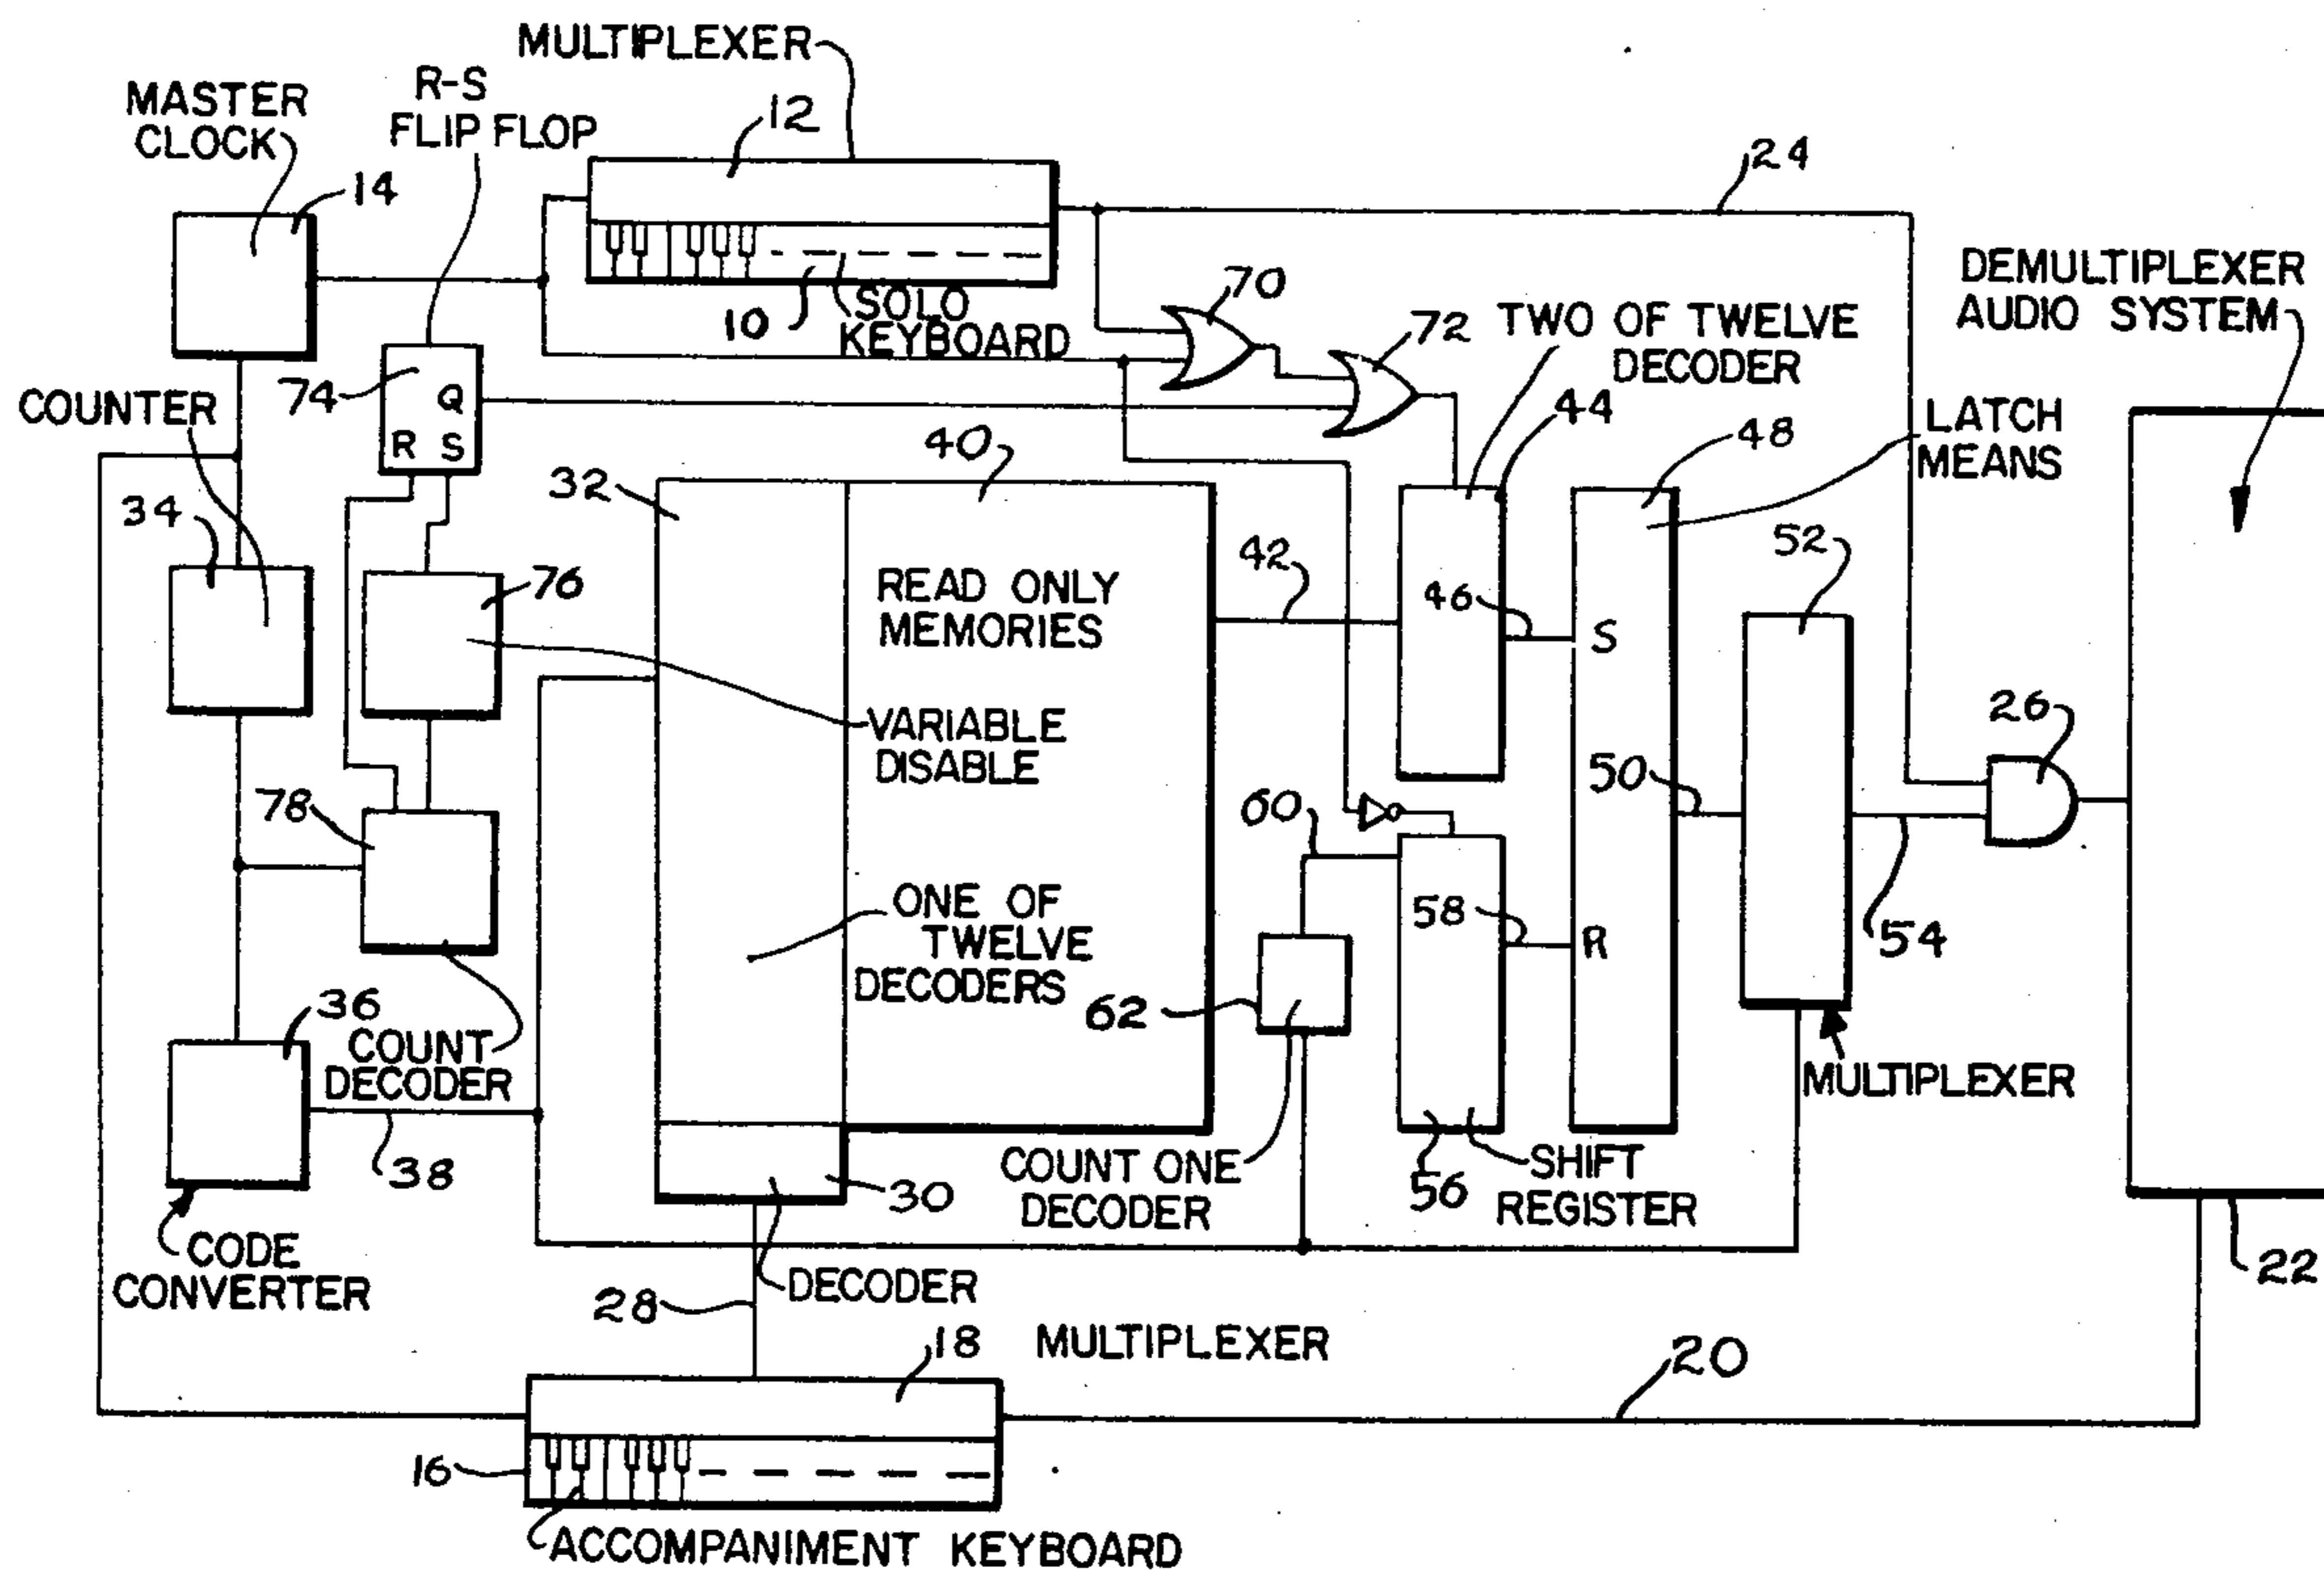 MULTIPLEXER
R-S
FLIP FLOP
MASTER
CLOCK
12
24
14
DEMULTIPLEXER
AUDIO SYSTEM
70
10
SOLO
KEYBOARD
72
TWO OF TWELVE
DECODER
74
Q
R S
COUNTER
44
40
48
LATCH
MEANS
32
34
52
42
76
READ ONLY
MEMORIES
46
S
26
VARIABLE
DISABLE
50
78
60
ONE OF
TWELVE
DECODERS
58
R
54
62
36
COUNT
DECODER
MULTIPLEXER
38
30
COUNT ONE
DECODER
56
SHIFT
REGISTER
CODE
CONVERTER
22
28
DECODER
18
MULTIPLEXER
20
16
ACCOMPANIMENT KEYBOARD